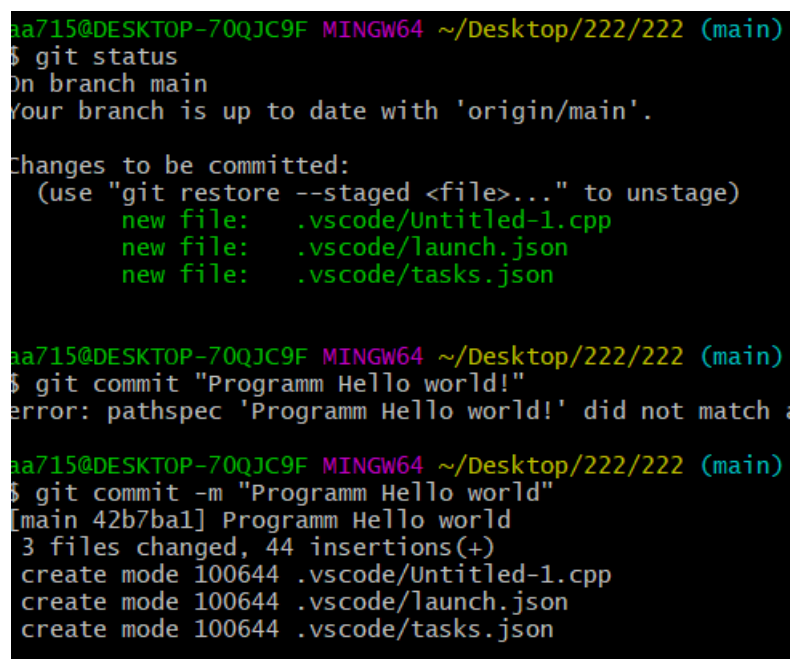 aa715@DESKTOP-7OQJC9F MINGW64 ~/Desktop/222/222 (main)
$ git status
On branch main
Your branch is up to date with 'origin/main'.
Changes to be committed:
(use "git restore --staged <file>..." to unstage)
new file: .vscode/Untitled-1.cpp
new file: .vscode/launch.json
new file: .vscode/tasks.json
aa715@DESKTOP-7OQJC9F MINGW64 ~/Desktop/222/222 (main)
$ git commit "Programm Hello world!"
error: pathspec 'Programm Hello world!' did not match
aa715@DESKTOP-7OQJC9F MINGW64 ~/Desktop/222/222 (main)
$ git commit -m "Programm Hello world"
[main 42b7ba1] Programm Hello world
3 files changed, 44 insertions(+)
create mode 100644 .vscode/Untitled-1.cpp
create mode 100644 .vscode/launch.json
create mode 100644 .vscode/tasks.json